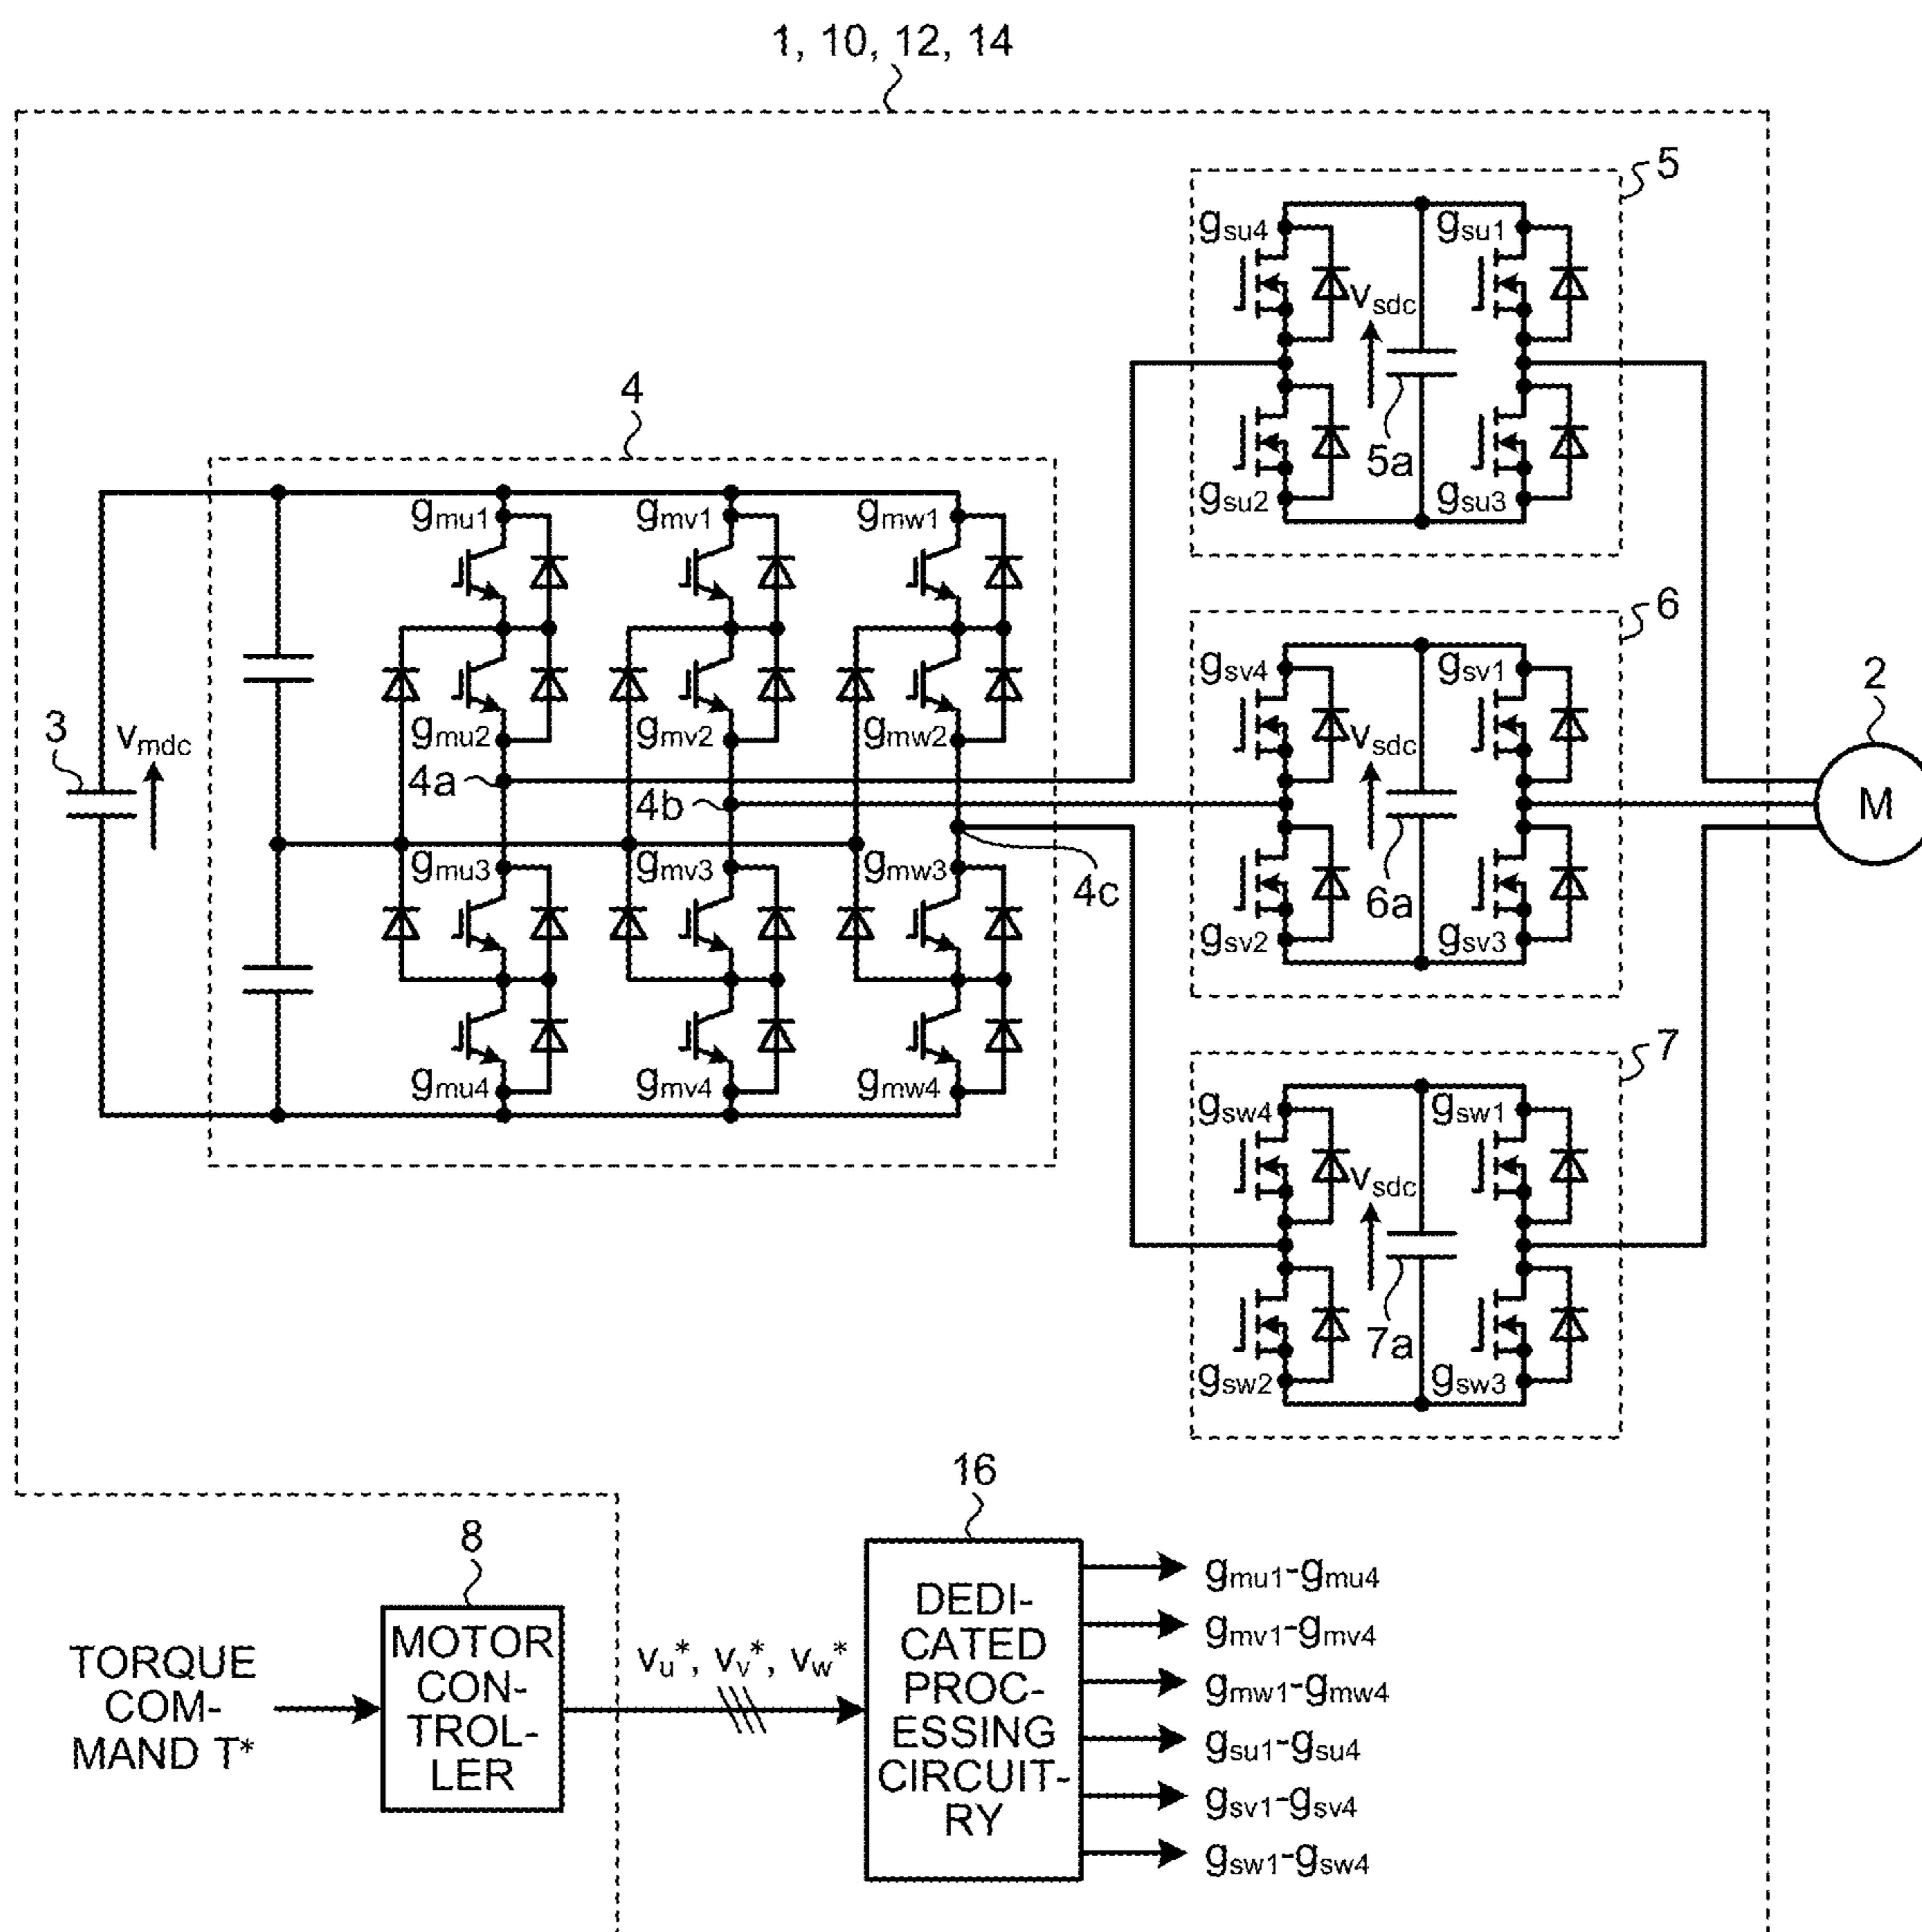 1, 10, 12, 14
5
gsu4
gsu1
vsdc
5a
gsu2
gsu3
4
gmu1
gmv1
gmw1
6
gsv4
gsv1
2
3
vmdc
gmu2
gmv2
gmw2
vsdc
4a
4b
M
gmu3
gmv3
gmw3
4c
6a
gsv2
gsv3
7
gmu4
gmv4
gmw4
gsw4
gsw1
vsdc
7a
gsw2
gsw3
16
8
TORQUE
COM-
MAND T*
MOTOR
CON-
TROL-
LER
vu*, vv*, vw*
DEDI-
CATED
PROC-
ESSING
CIRCUIT-
RY
gmu1-gmu4
gmv1-gmv4
gmw1-gmw4
gsu1-gsu4
gsv1-gsv4
gsw1-gsw4